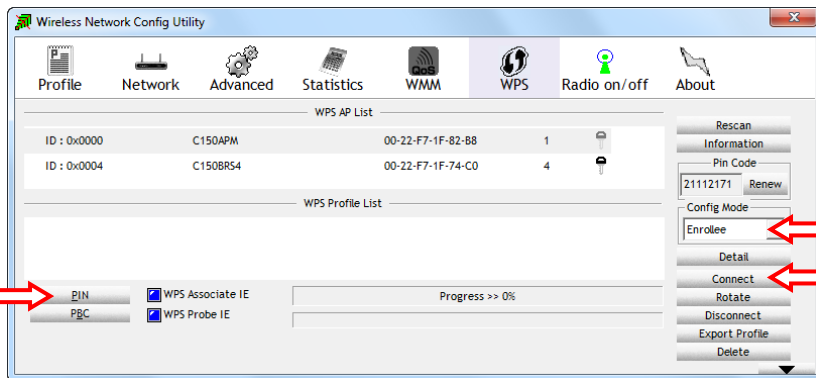 Wireless Network Config Utility
x
P
QoS
Profile Network Advanced Statistics WMM WPS Radio on/off About
WPS AP List
ID : 0x0000 C150APM 00-22-F7-1F-82-B8 1
ID : 0x0004 C150BRS4 00-22-F7-1F-74-C0 4
WPS Profile List
PIN WPS Associate IE Progress >> 0%
PBC WPS Probe IE
Rescan
Information
Pin Code
21112171 Renew
Config Mode
Enrollee
Detail
Connect
Rotate
Disconnect
Export Profile
Delete